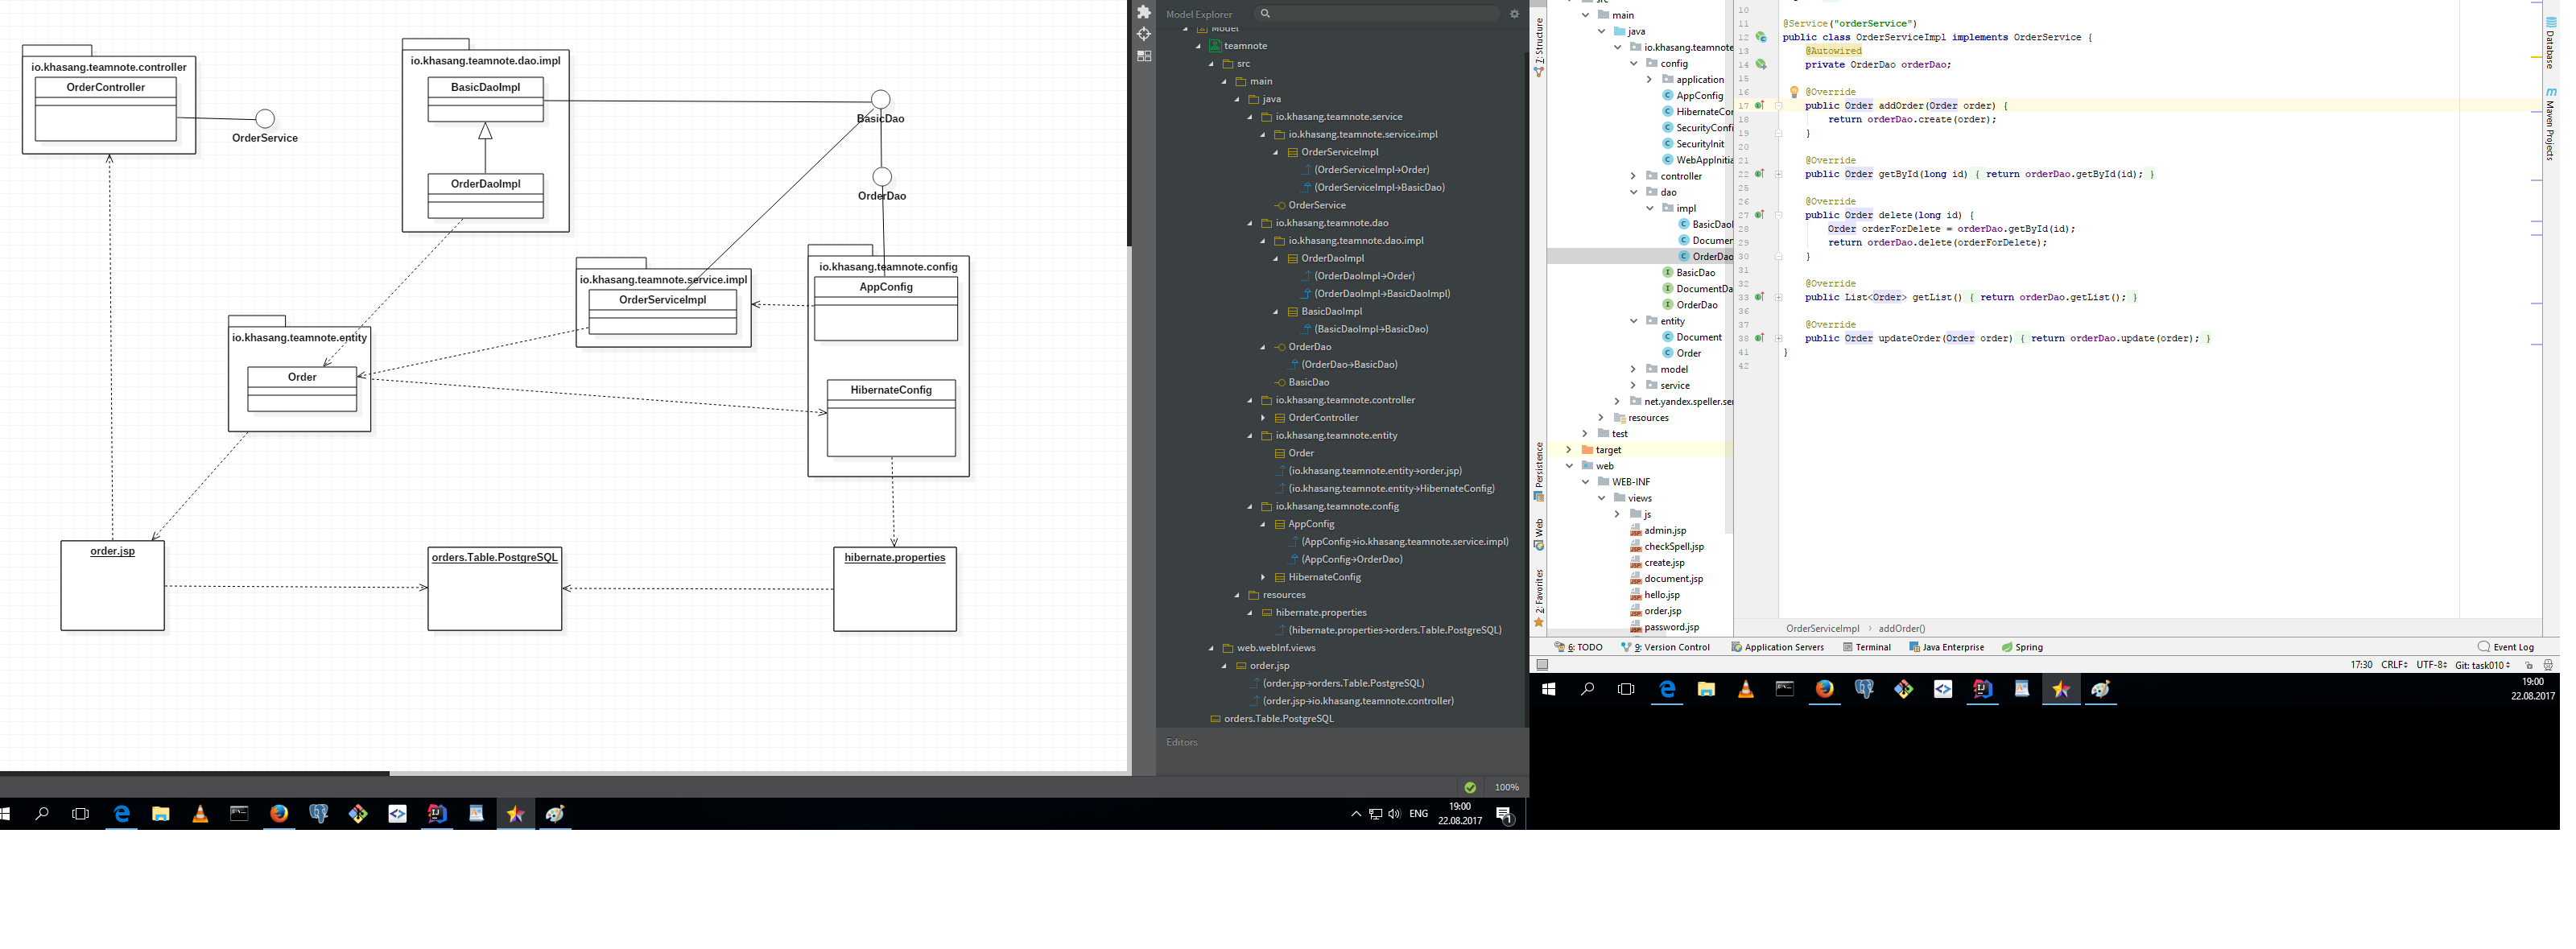 io.khasang.teamnote.controller
OrderController
OrderService
io.khasang.teamnote.dao.impl
BasicDaoImpl
OrderDaoImpl
BasicDao
OrderDao
io.khasang.teamnote.service.impl
OrderServiceImpl
io.khasang.teamnote.config
AppConfig
HibernateConfig
io.khasang.teamnote.entity
Order
order.jsp
orders.Table.PostgreSQL
hibernate.properties
Model Explorer
Model
teamnote
src
main
java
io.khasang.teamnote.service
io.khasang.teamnote.service.impl
OrderServiceImpl
(OrderServiceImpl→Order)
(OrderServiceImpl→BasicDao)
OrderService
io.khasang.teamnote.dao
io.khasang.teamnote.dao.impl
OrderDaoImpl
(OrderDaoImpl→Order)
(OrderDaoImpl→BasicDaoImpl)
BasicDaoImpl
(BasicDaoImpl→BasicDao)
OrderDao
(OrderDao→BasicDao)
BasicDao
io.khasang.teamnote.controller
OrderController
io.khasang.teamnote.entity
Order
(io.khasang.teamnote.entity→order.jsp)
(io.khasang.teamnote.entity→HibernateConfig)
io.khasang.teamnote.config
AppConfig
(AppConfig→io.khasang.teamnote.service.impl)
(AppConfig→OrderDao)
HibernateConfig
resources
hibernate.properties
(hibernate.properties→orders.Table.PostgreSQL)
web.webInf.views
order.jsp
(order.jsp→orders.Table.PostgreSQL)
(order.jsp→io.khasang.teamnote.controller)
orders.Table.PostgreSQL
Editors
100%
ENG
19:00
22.08.2017
1
7: Structure
Persistence
Web
2: Favorites
src
main
java
io.khasang.teamnote
config
application
AppConfig
HibernateCor
SecurityConfi
SecurityInit
WebAppInitia
controller
dao
impl
BasicDaoI
Documen
OrderDao
BasicDao
DocumentDa
OrderDao
entity
Document
Order
model
service
net.yandex.speller.ser
resources
test
target
web
WEB-INF
views
js
admin.jsp
checkSpell.jsp
create.jsp
document.jsp
hello.jsp
order.jsp
password.jsp
10
11 @Service("orderService")
12 public class OrderServiceImpl implements OrderService {
13 @Autowired
14 private OrderDao orderDao;
15
16 @Override
17 public Order addOrder(Order order) {
18 return orderDao.create(order);
19 }
20
21 @Override
22 public Order getById(long id) { return orderDao.getById(id); }
25
26 @Override
27 public Order delete(long id) {
28 Order orderForDelete = orderDao.getById(id);
29 return orderDao.delete(orderForDelete);
30 }
31
32 @Override
33 public List<Order> getList() { return orderDao.getList(); }
36
37 @Override
38 public Order updateOrder(Order order) { return orderDao.update(order); }
41 }
42
OrderServiceImpl › addOrder()
Database
Maven Projects
6: TODO
9: Version Control
Application Servers
Terminal
Java Enterprise
Spring
Event Log
17:30 CRLF UTF-8 Git: task010
19:00
22.08.2017